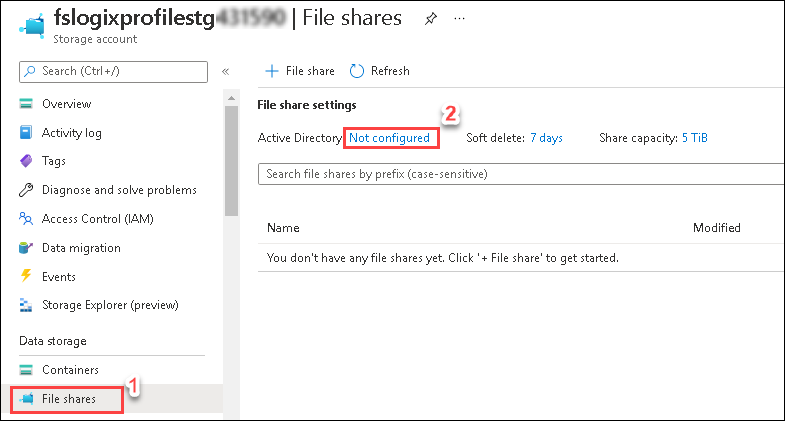 fslogixprofilestg | File shares
Storage account
Search (Ctrl+/)
«
Overview
Activity log
Tags
Diagnose and solve problems
Access Control (IAM)
Data migration
Events
Storage Explorer (preview)
Data storage
Containers
File shares
1
+ File share Refresh
File share settings
2
Active Directory Not configured Soft delete: 7 days Share capacity: 5 TiB
Search file shares by prefix (case-sensitive)
Name Modified
You don't have any file shares yet. Click '+ File share' to get started.